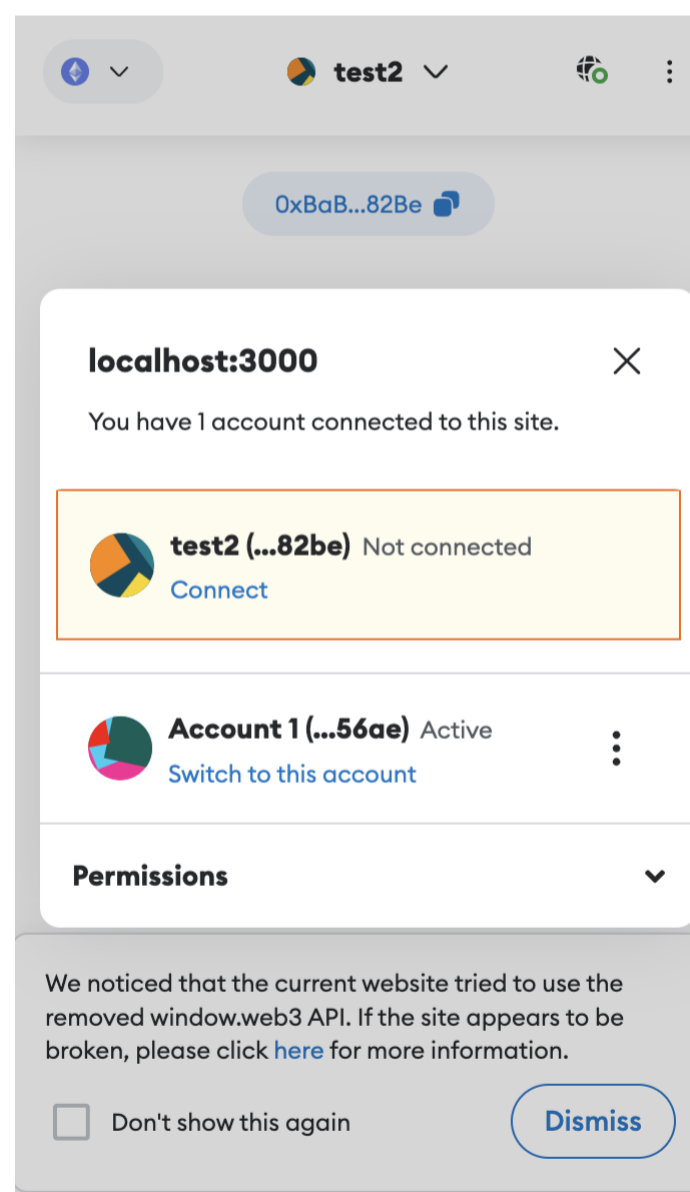 test2
0xBaB...82Be
localhost:3000
You have 1 account connected to this site.
test2 (...82be) Not connected
Connect
Account 1 (...56ae) Active
Switch to this account
Permissions
We noticed that the current website tried to use the
removed window.web3 API. If the site appears to be
broken, please click here for more information.
Don't show this again
Dismiss